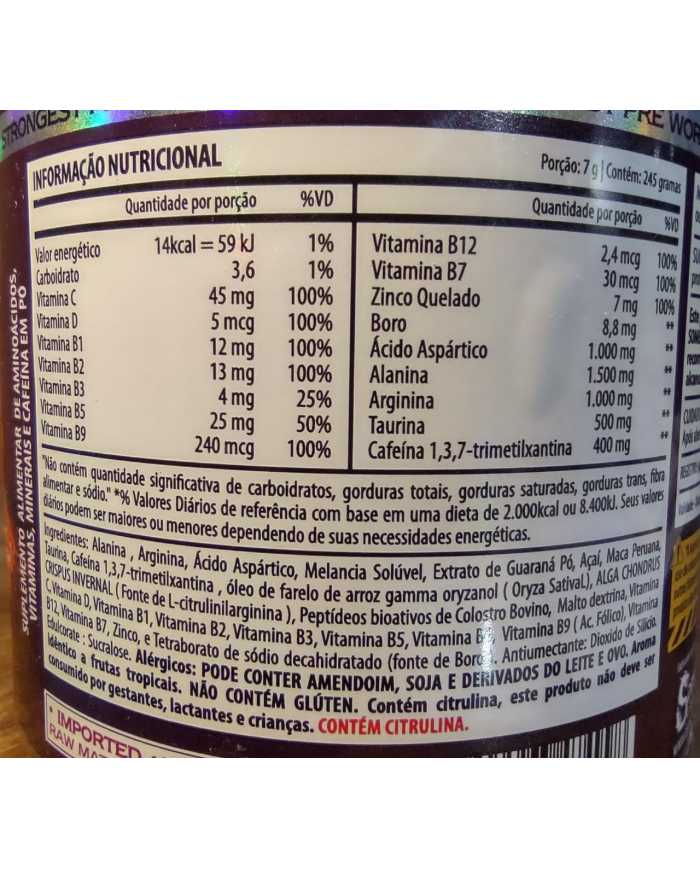 STRONGEST
PRE WO
INFORMAÇÃO NUTRICIONAL
Porção: 7 g | Contém: 245 gramas
Quantidade por porção %VD
Valor energético 14kcal = 59 kJ 1%
Carboidrato 3,6 1%
Vitamina C 45 mg 100%
Vitamina D 5 mcg 100%
Vitamina B1 12 mg 100%
Vitamina B2 13 mg 100%
Vitamina B3 4 mg 25%
Vitamina B5 25 mg 50%
Vitamina B9 240 mcg 100%
Quantidade por porção %VD
Vitamina B12 2,4 mcg 100%
Vitamina B7 30 mcg 100%
Zinco Quelado 7 mg 100%
Boro 8,8 mg **
Ácido Aspártico 1.000 mg **
Alanina 1.500 mg **
Arginina 1.000 mg **
Taurina 500 mg **
Cafeína 1,3,7-trimetilxantina 400 mg **
"Não contém quantidade significativa de carboidratos, gorduras totais, gorduras saturadas, gorduras trans, fibra
alimentar e sódio." *% Valores Diários de referência com base em uma dieta de 2.000kcal ou 8.400kJ. Seus valores
diários podem ser maiores ou menores dependendo de suas necessidades energéticas.
Ingredientes: Alanina , Arginina, Ácido Aspártico, Melancia Solúvel, Extrato de Guaraná Pó, Açaí, Maca Peruana,
Taurina, Cafeína 1,3,7-trimetilxantina , óleo de farelo de arroz gamma oryzanol ( Oryza Satival), ALGA CHONDRUS
CRISPUS INVERNAL ( Fonte de L-citrulinilarginina ), Peptídeos bioativos de Colostro Bovino, Malto dextrina, Vitamina
C, Vitamina D, Vitamina B1, Vitamina B2, Vitamina B3, Vitamina B5, Vitamina Vitamina B9 ( Ac. Fólico), Vitamina
B12, Vitamina B7, Zinco, e Tetraborato de sódio decahidratado (fonte de Boro) . Antiumectante: Dioxido de Silício.
Edulcorate : Sucralose. Alérgicos: PODE CONTER AMENDOIM, SOJA E DERIVADOS DO LEITE E OVO. Aroma
Idêntico a frutas tropicais. NÃO CONTÉM GLÚTEN. Contém citrulina, este produto não deve ser
consumido por gestantes, lactantes e crianças. CONTÉM CITRULINA.
SUPLEMENTO ALIMENTAR DE AMINOÁCIDOS,
VITAMINAS, MINERAIS E CAFEÍNA EM PÓ
* IMPORTED
RAW MAT